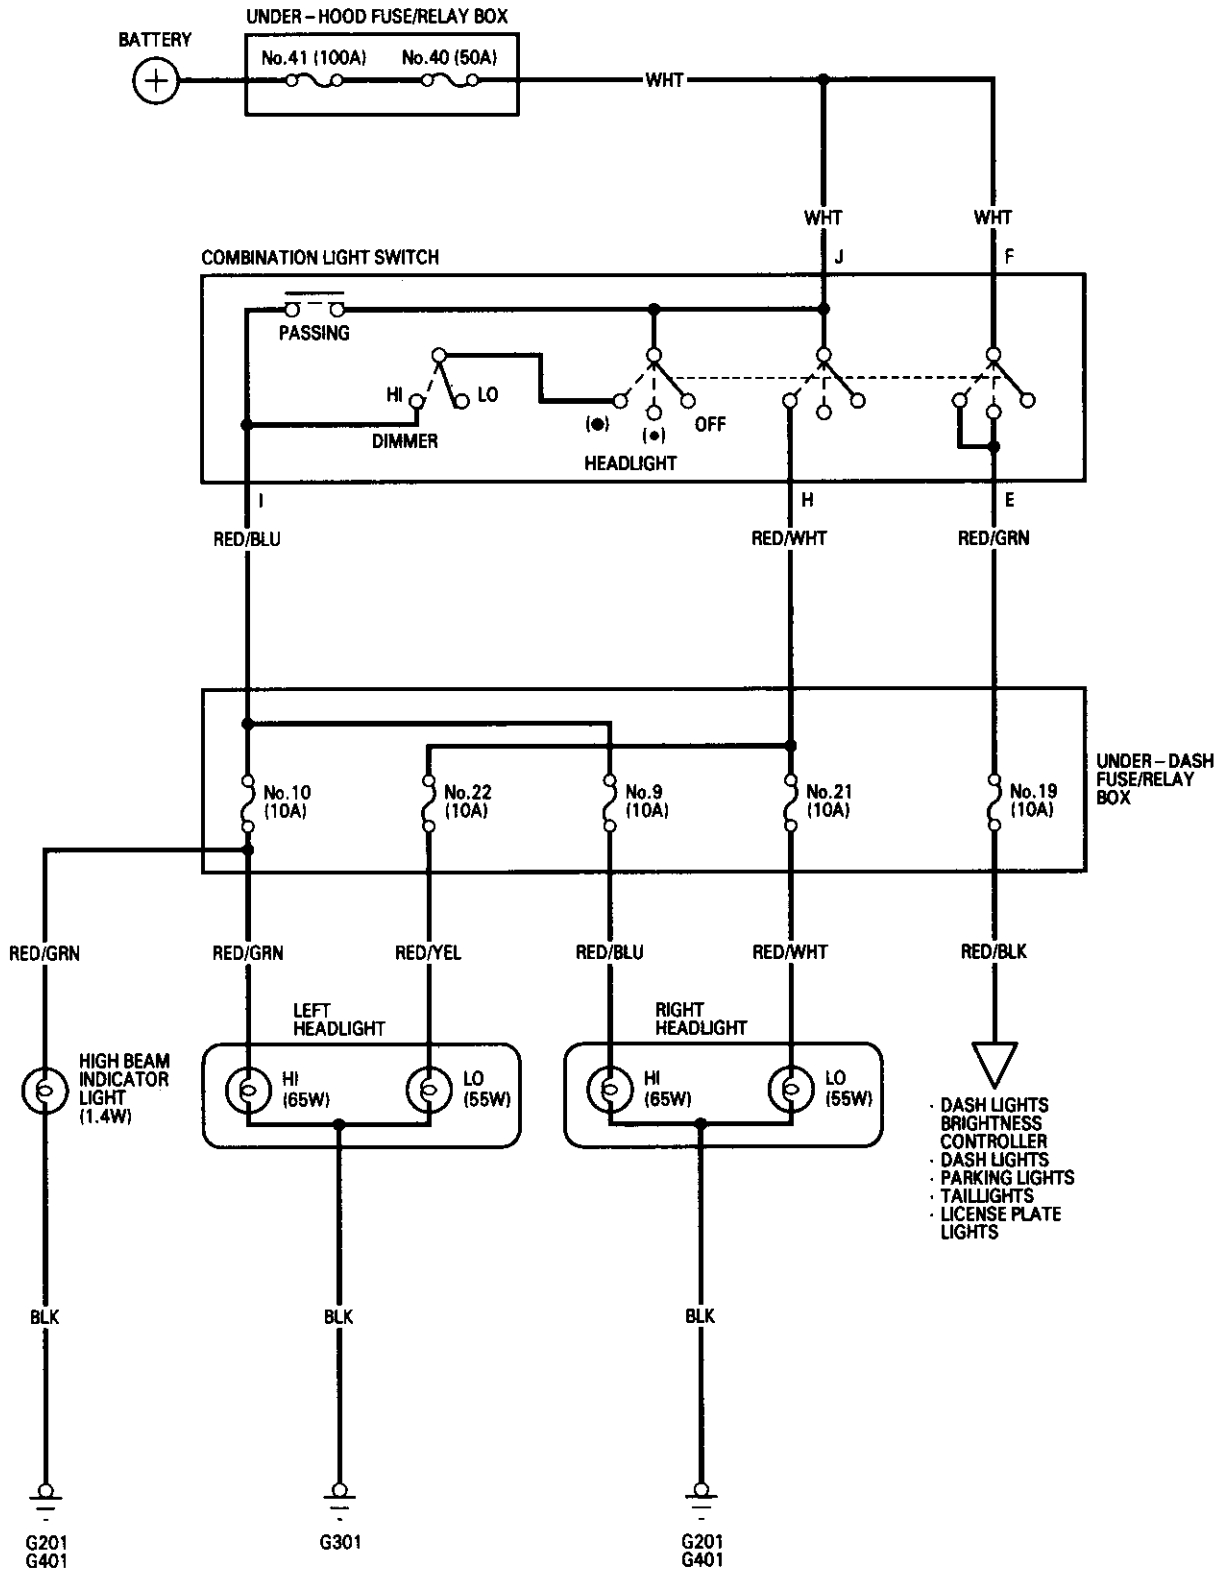 UNDER – HOOD FUSE/RELAY BOX
BATTERY
No.41 (100A)
No.40 (50A)
WHT
WHT
WHT
COMBINATION LIGHT SWITCH
J
F
PASSING
HI
LO
DIMMER
(●)
(•)
OFF
HEADLIGHT
I
H
E
RED/BLU
RED/WHT
RED/GRN
UNDER – DASH
FUSE/RELAY
BOX
No.10
(10A)
No.22
(10A)
No.9
(10A)
No.21
(10A)
No.19
(10A)
RED/GRN
RED/GRN
RED/YEL
RED/BLU
RED/WHT
RED/BLK
LEFT
HEADLIGHT
RIGHT
HEADLIGHT
HIGH BEAM
INDICATOR
LIGHT
(1.4W)
HI
(65W)
LO
(55W)
HI
(65W)
LO
(55W)
· DASH LIGHTS
BRIGHTNESS
CONTROLLER
· DASH LIGHTS
· PARKING LIGHTS
· TAILLIGHTS
· LICENSE PLATE
LIGHTS
BLK
BLK
BLK
G201
G401
G301
G201
G401